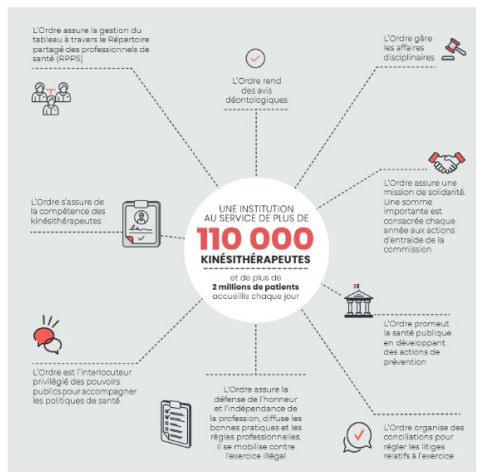 L'Ordre assure la gestion du
tableau à travers le Répertoire
partagé des professionnels de
santé (RPPS)
L'Ordre rend
des avis
déontologiques
L'Ordre gère
les affaires
disciplinaires
L'Ordre s'assure de
la compétence des
kinésithérapeutes
UNE INSTITUTION
AU SERVICE DE PLUS DE
110 000
KINÉSITHÉRAPEUTES
et de plus de
2 millions de patients
accueillis chaque jour
L'Ordre assure une
mission de solidarité.
Une somme
importante est
consacrée chaque
année aux actions
d'entraide de la
commission
L'Ordre est l'interlocuteur
privilégié des pouvoirs
publics pour accompagner
les politiques de santé
L'Ordre assure la
défense de l'honneur
et l'indépendance de
la profession, diffuse les
bonnes pratiques et les
règles professionnelles.
Il se mobilise contre
l'exercice illégal
L'Ordre promeut
la santé publique
en développant
des actions de
prévention
L'Ordre organise des
conciliations pour
régler les litiges
relatifs à l'exercice